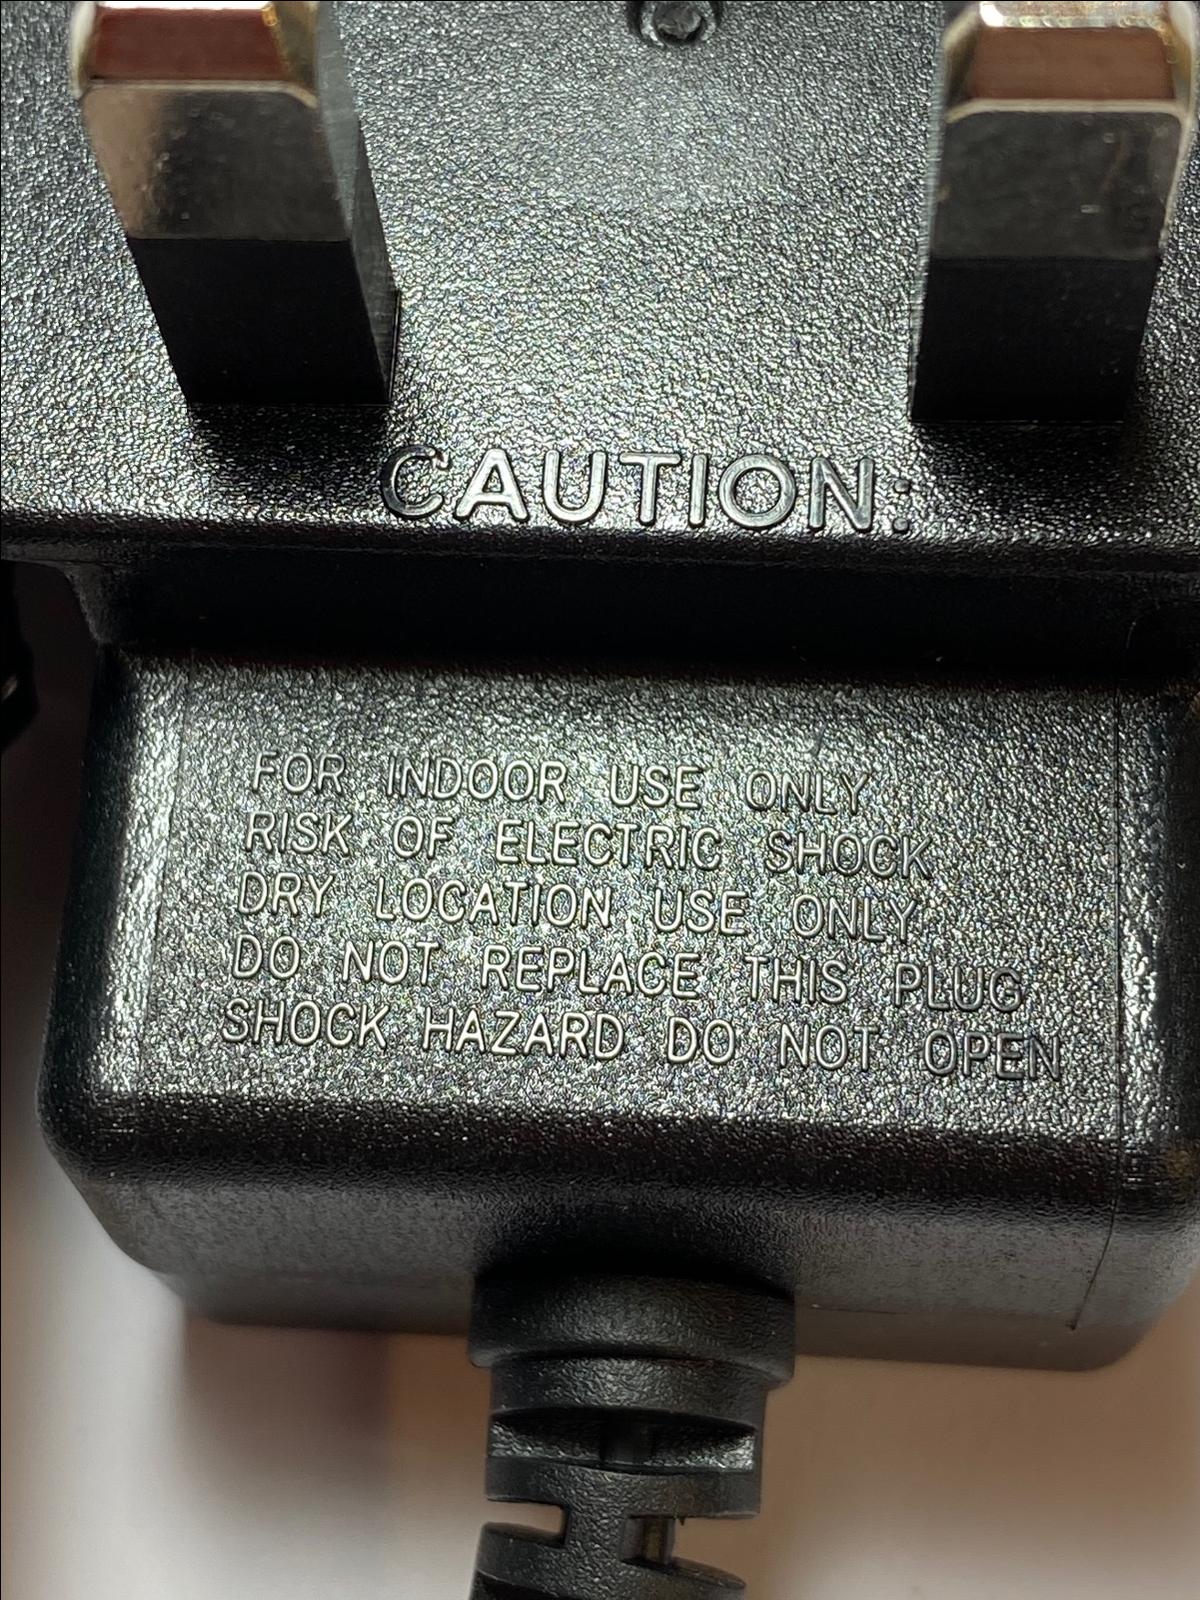 CAUTION:
FOR INDOOR USE ONLY
RISK OF ELECTRIC SHOCK
DRY LOCATION USE ONLY
DO NOT REPLACE THIS PLUG
SHOCK HAZARD DO NOT OPEN